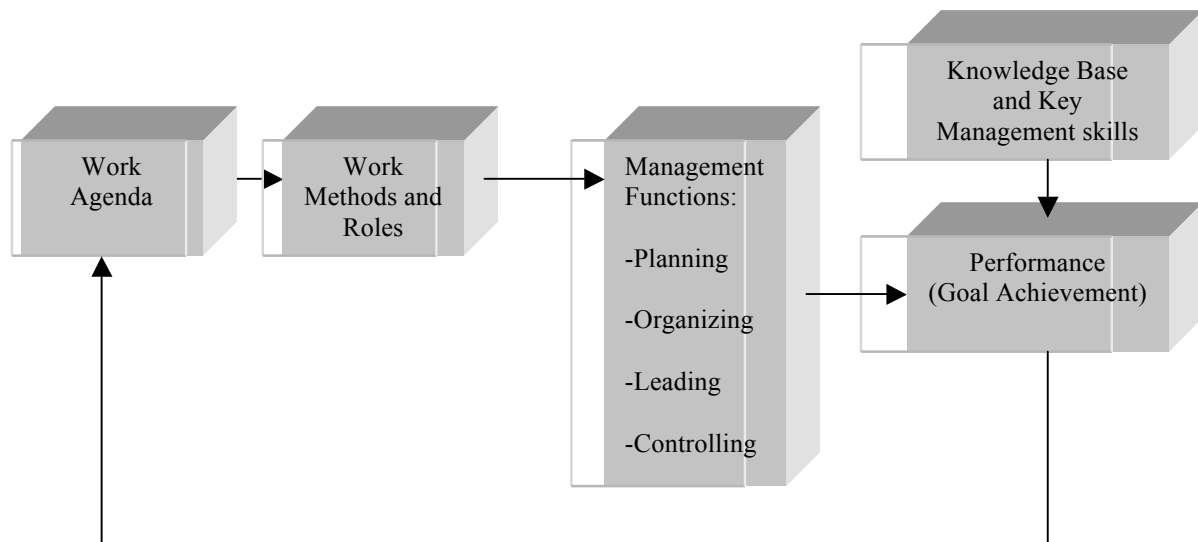 Work
Agenda
Work
Methods and
Roles
Management
Functions:
-Planning
-Organizing
-Leading
-Controlling
Knowledge Base
and Key
Management skills
Performance
(Goal Achievement)